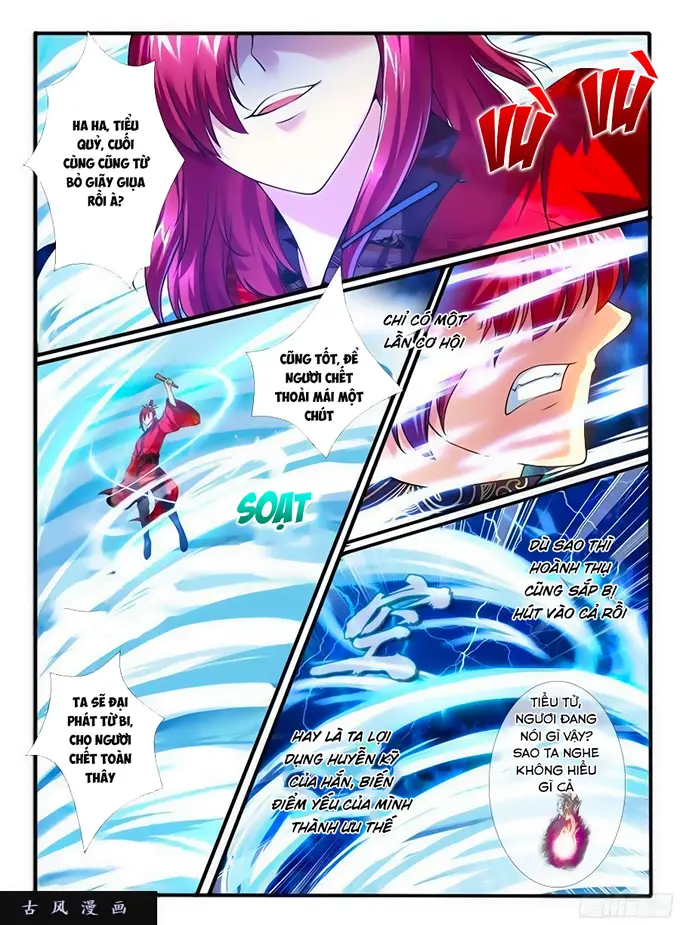 HA HA, TIỂU
QUỶ, CUỐI
CÙNG CŨNG TỪ
BỎ GIÃY GIỤA
RỒI À?
VÙ
VÙ
CHỈ CÓ MỘT
LẦN CƠ HỘI
CŨNG TỐT, ĐỂ
NGƯƠI CHẾT
THOẢI MÁI MỘT
CHÚT
SOẠT
DÙ SAO THÌ
HOÀNH THỤ
CŨNG SẮP BỊ
HÚT VÀO CẢ RỒI
空
TA SẼ ĐẠI
PHÁT TỪ BI,
CHO NGƯƠI
CHẾT TOÀN
THÂY
HAY LÀ TA LỢI
DỤNG HUYỄN KỸ
CỦA HẮN, BIẾN
ĐIỂM YẾU CỦA MÌNH
THÀNH ƯU THẾ
TIỂU TỬ,
NGƯƠI ĐANG
NÓI GÌ VẬY?
SAO TA NGHE
KHÔNG HIỂU
GÌ CẢ
古风漫画